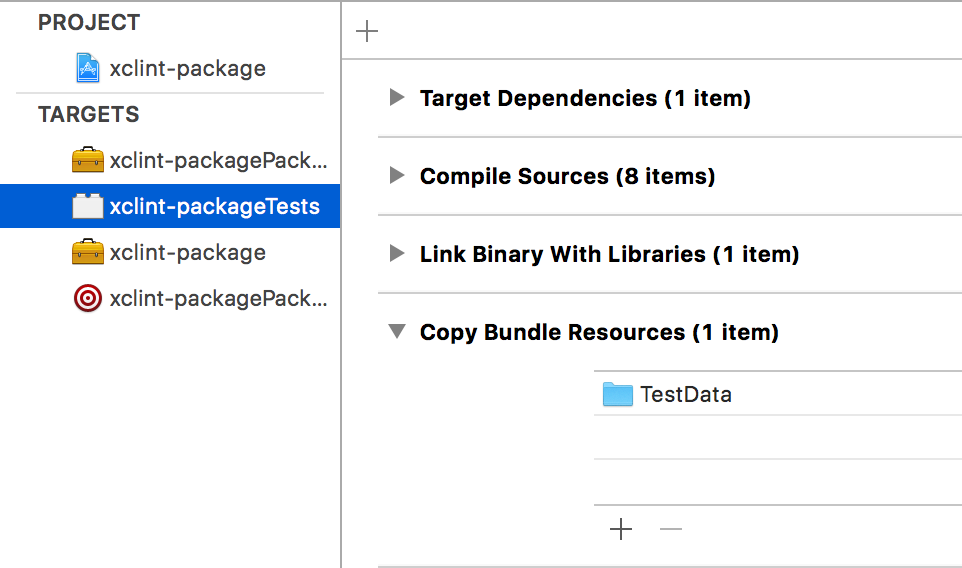 PROJECT
xclint-package
TARGETS
xclint-packagePack...
xclint-packageTests
xclint-package
xclint-packagePack...
Target Dependencies (1 item)
Compile Sources (8 items)
Link Binary With Libraries (1 item)
Copy Bundle Resources (1 item)
TestData